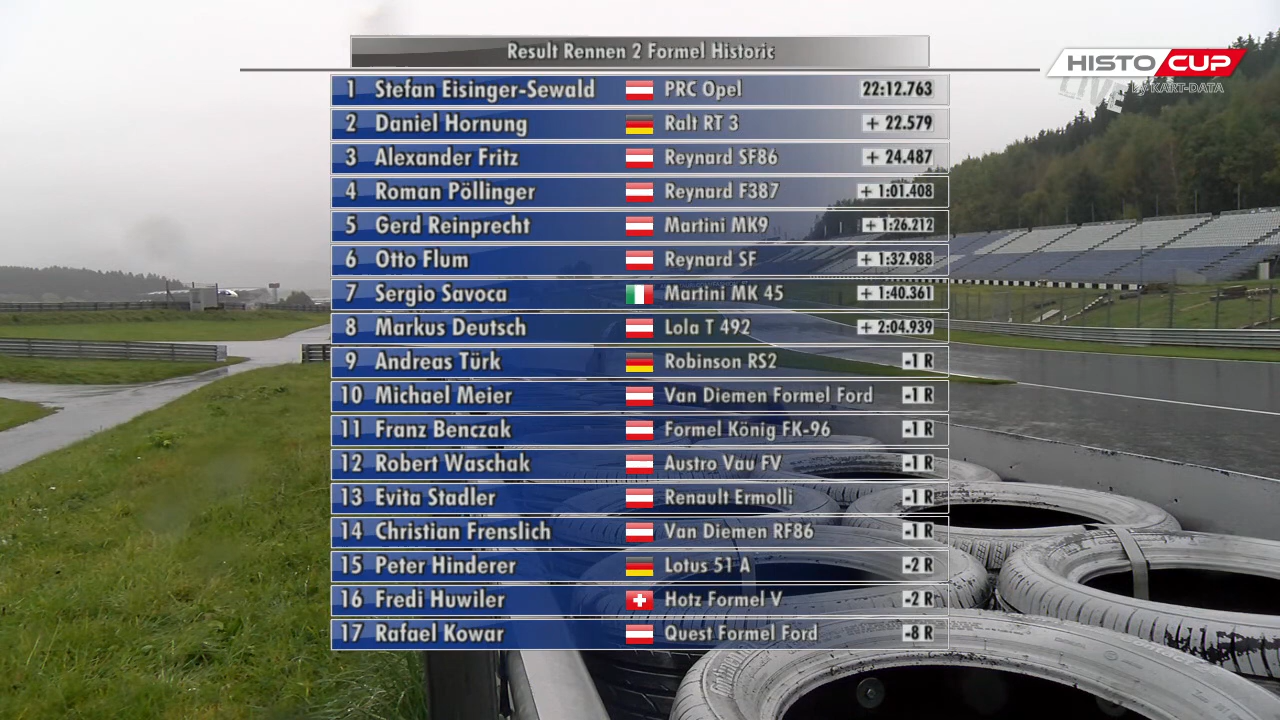 Result Rennen 2 Formel Historic
HISTO CUP
LIVE by KART-DATA
1 Stefan Eisinger-Sewald PRC Opel 22:12.763
2 Daniel Hornung Ralt RT 3 + 22.579
3 Alexander Fritz Reynard SF86 + 24.487
4 Roman Pöllinger Reynard F387 + 1:01.408
5 Gerd Reinprecht Martini MK9 + 1:26.212
6 Otto Flum Reynard SF + 1:32.988
7 Sergio Savoca Martini MK 45 + 1:40.361
8 Markus Deutsch Lola T 492 + 2:04.939
9 Andreas Türk Robinson RS2 -1 R
10 Michael Meier Van Diemen Formel Ford -1 R
11 Franz Benczak Formel König FK-96 -1 R
12 Robert Waschak Austro Vau FV -1 R
13 Evita Stadler Renault Ermolli -1 R
14 Christian Frenslich Van Diemen RF86 -1 R
15 Peter Hinderer Lotus 51 A -2 R
16 Fredi Huwiler Hotz Formel V -2 R
17 Rafael Kowar Quest Formel Ford -8 R